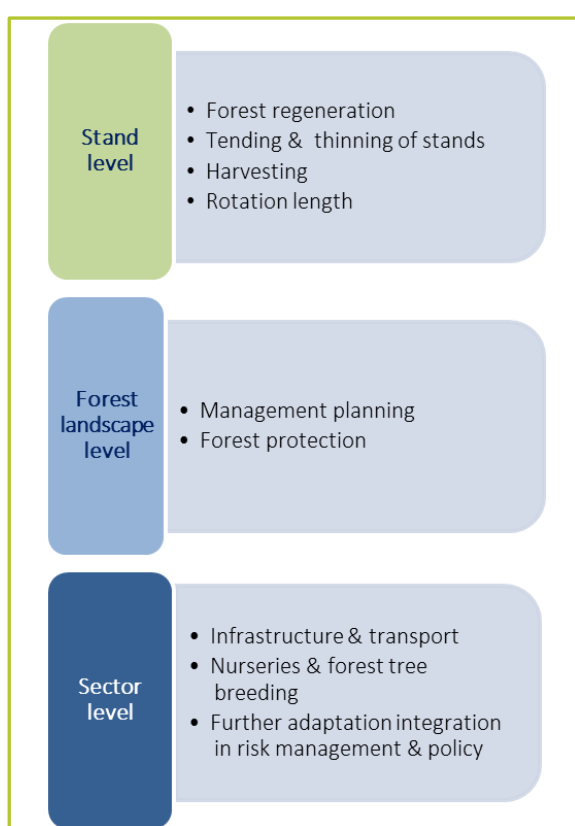 Stand
level
• Forest regeneration
• Tending & thinning of stands
• Harvesting
• Rotation length
Forest
landscape
level
• Management planning
• Forest protection
Sector
level
• Infrastructure & transport
• Nurseries & forest tree
breeding
• Further adaptation integration
in risk management & policy